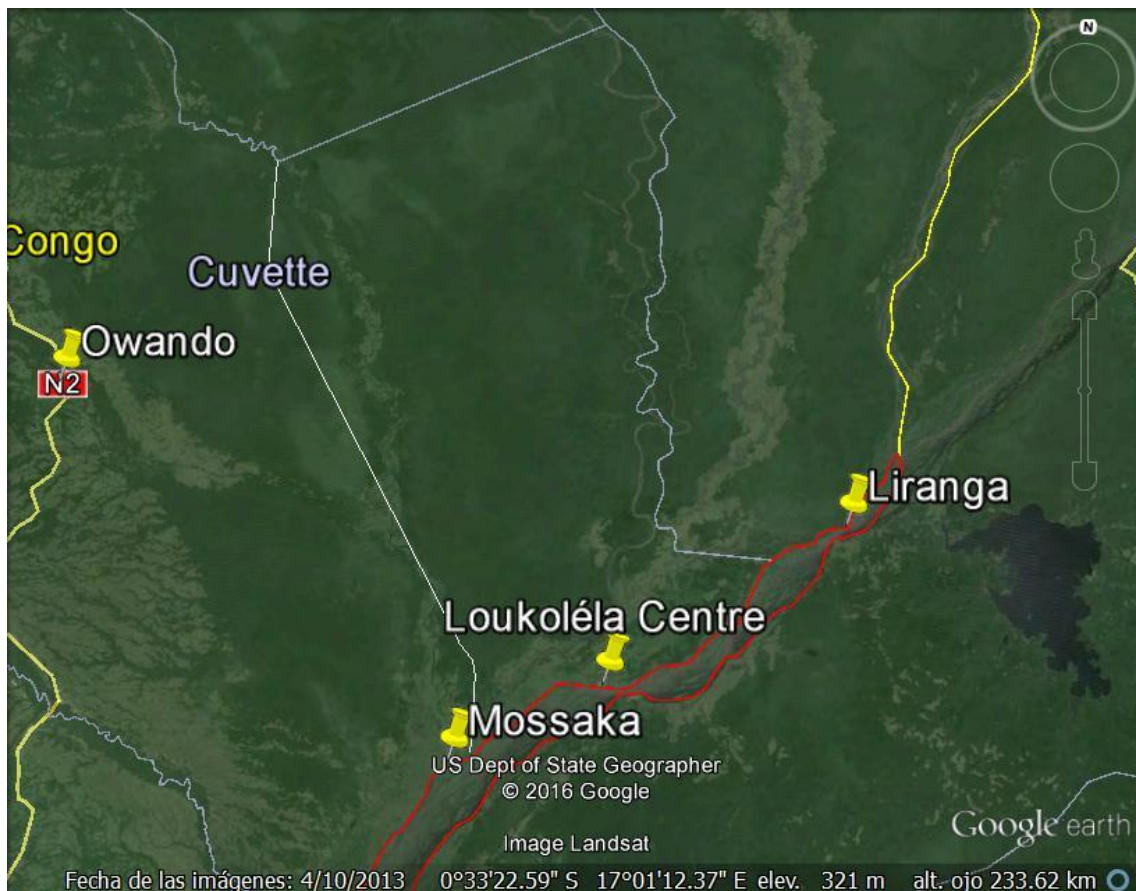 N
Congo
Cuvette
Owando
N2
Liranga
Loukoléla Centre
Mossaka
US Dept of State Geographer
© 2016 Google
Image Landsat
Google earth
Fecha de las imágenes: 4/10/2013 0°33'22.59" S 17°01'12.37" E elev. 321 m alt. ojo 233.62 km